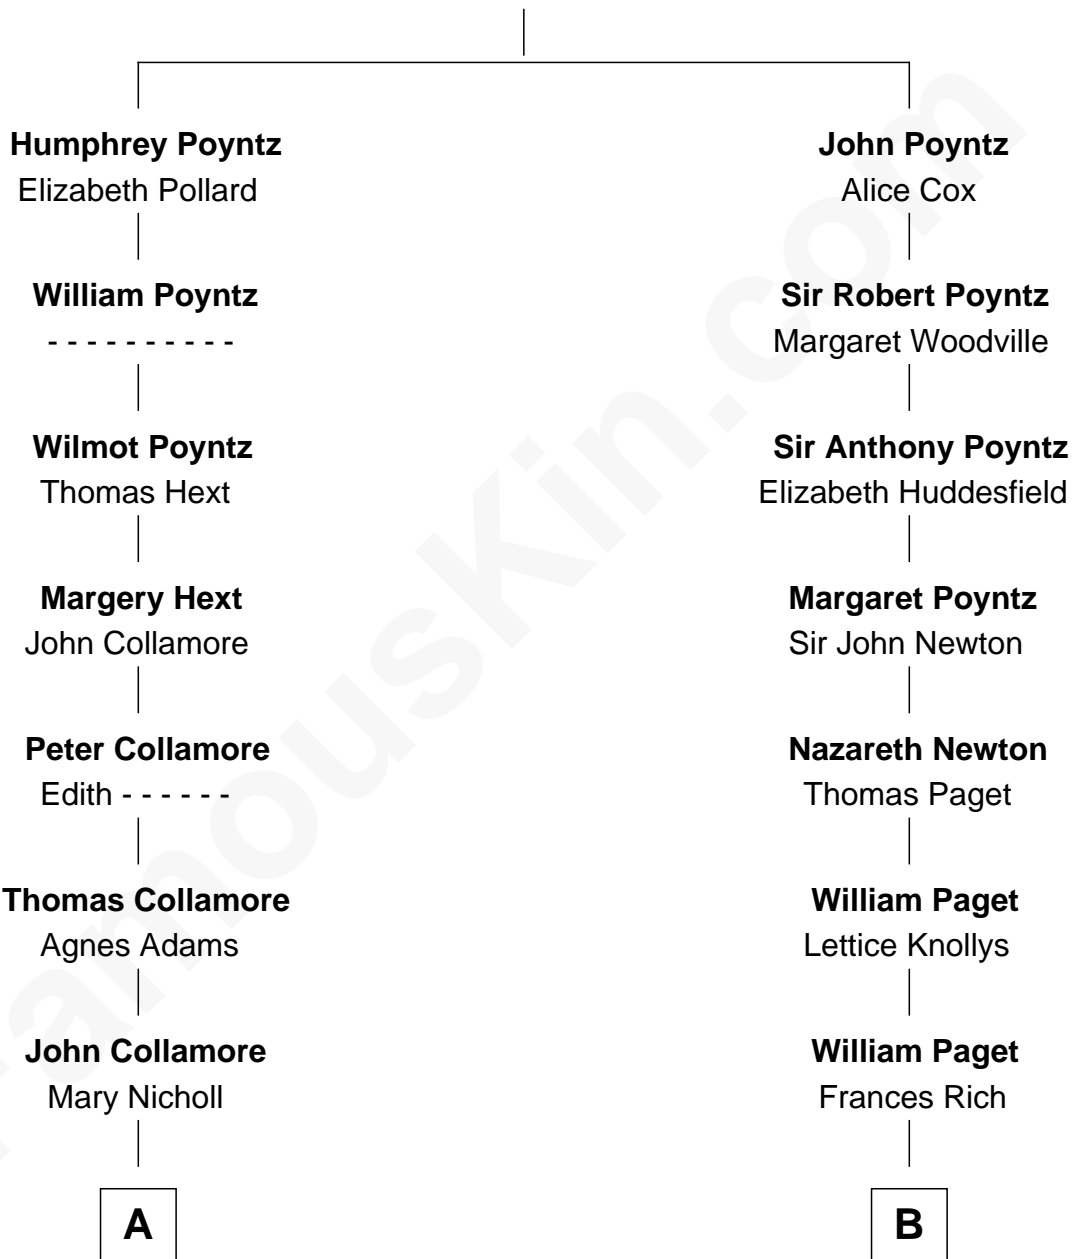 Humphrey Poyntz
Elizabeth Pollard
William Poyntz
- - - - - - - - - -
Wilmot Poyntz
Thomas Hext
Margery Hext
John Collamore
Peter Collamore
Edith - - - - - -
Thomas Collamore
Agnes Adams
John Collamore
Mary Nicholl
A
John Poyntz
Alice Cox
Sir Robert Poyntz
Margaret Woodville
Sir Anthony Poyntz
Elizabeth Huddesfield
Margaret Poyntz
Sir John Newton
Nazareth Newton
Thomas Paget
William Paget
Lettice Knollys
William Paget
Frances Rich
B
FamousKin.com